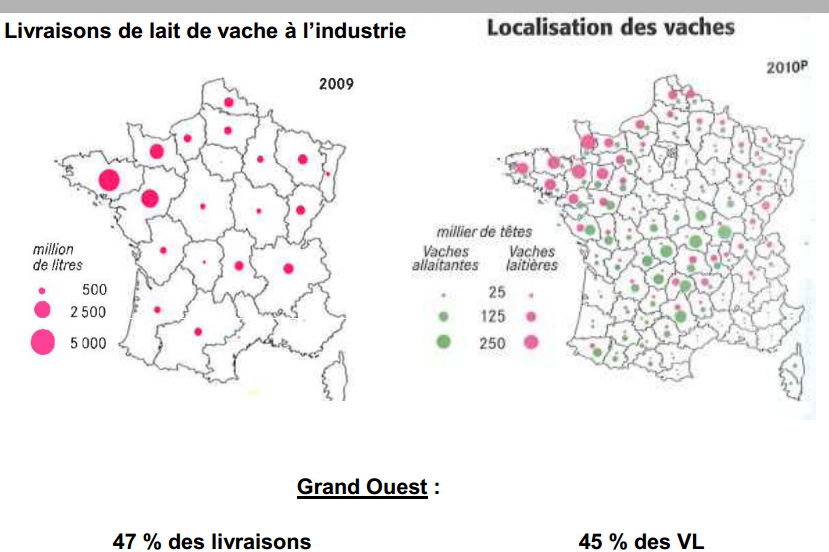 Livraisons de lait de vache à l’industrie
2009
million
de litres
500
2 500
5 000
Localisation des vaches
2010P
millier de têtes
Vaches
allaitantes
Vaches
laitières
25
125
250
Grand Ouest :
47 % des livraisons
45 % des VL